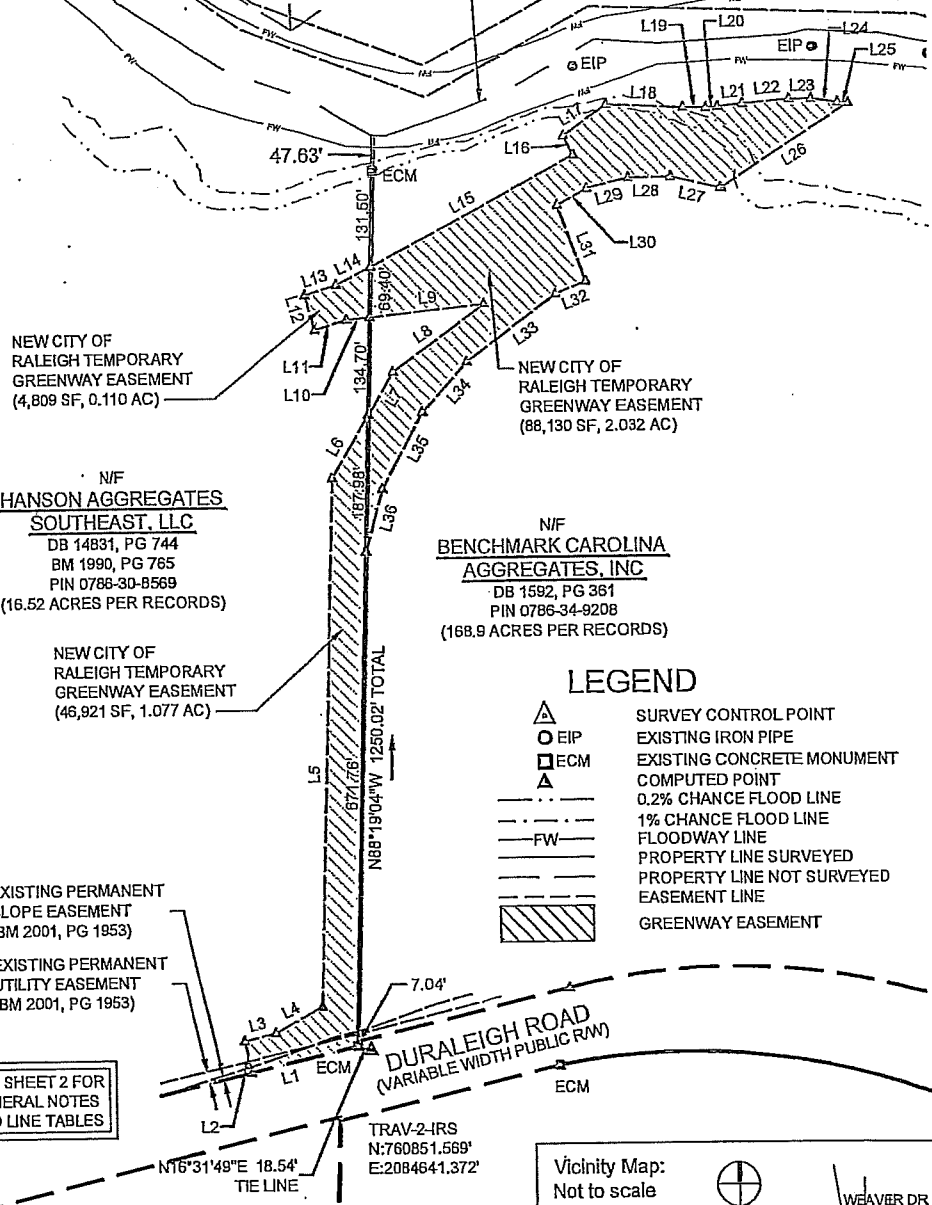 L19
L20
L24
L25
EIP
EIP
FW
FW
FW
FW
FW
L18
L21
L22
L23
L17
L16
47.63'
ECM
L15
L26
L29
L28
L27
L30
L31
L32
131.50'
L13
L14
L12
69.40'
L9
L11
L10
134.70'
L8
L33
L7
L34
L35
L6
187.98'
L36
NEW CITY OF
RALEIGH TEMPORARY
GREENWAY EASEMENT
(4,809 SF, 0.110 AC)
NEW CITY OF
RALEIGH TEMPORARY
GREENWAY EASEMENT
(88,130 SF, 2.032 AC)
N/F
HANSON AGGREGATES
SOUTHEAST, LLC
DB 14831, PG 744
BM 1990, PG 765
PIN 0786-30-8569
(16.52 ACRES PER RECORDS)
N/F
BENCHMARK CAROLINA
AGGREGATES, INC
DB 1592, PG 361
PIN 0786-34-9208
(168.9 ACRES PER RECORDS)
NEW CITY OF
RALEIGH TEMPORARY
GREENWAY EASEMENT
(46,921 SF, 1.077 AC)
L5
671.76'
N88°19'04"W 1250.02' TOTAL
LEGEND
SURVEY CONTROL POINT
EIP EXISTING IRON PIPE
ECM EXISTING CONCRETE MONUMENT
COMPUTED POINT
0.2% CHANCE FLOOD LINE
1% CHANCE FLOOD LINE
FW FLOODWAY LINE
PROPERTY LINE SURVEYED
PROPERTY LINE NOT SURVEYED
EASEMENT LINE
GREENWAY EASEMENT
XISTING PERMANENT
LOPE EASEMENT
BM 2001, PG 1953)
EXISTING PERMANENT
UTILITY EASEMENT
BM 2001, PG 1953)
7.04'
L3
L4
L1
ECM
L2
DURALEIGH ROAD
(VARIABLE WIDTH PUBLIC R/W)
ECM
SHEET 2 FOR
NERAL NOTES
D LINE TABLES
TRAV-2-IRS
N:760851.569'
E:2084641.372'
N16°31'49"E 18.54'
TIE LINE
Vicinity Map:
Not to scale
WEAVER DR